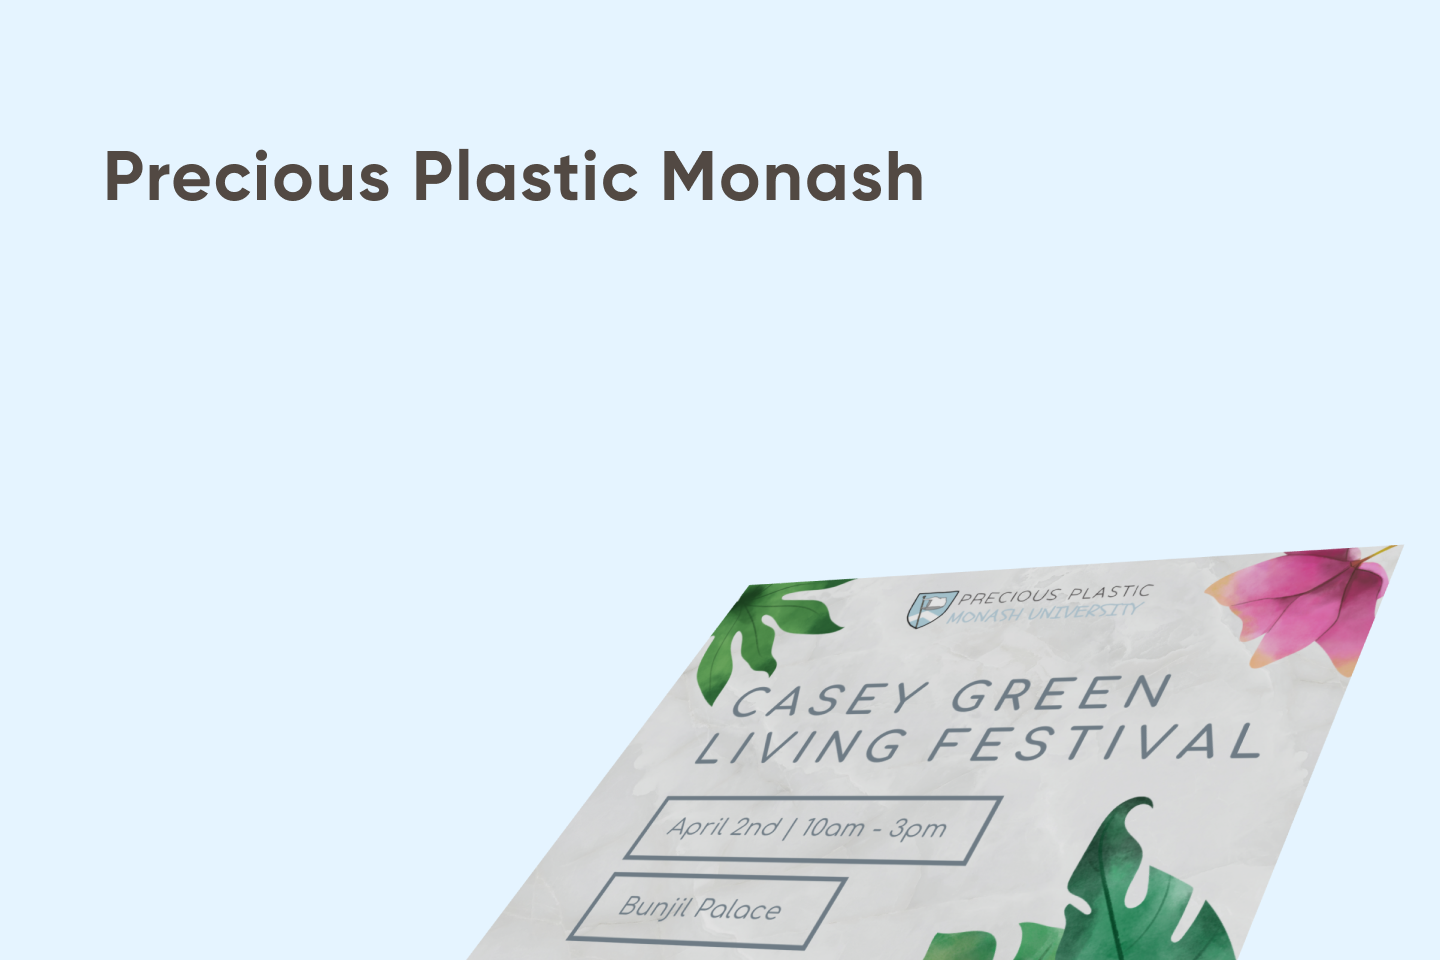 Precious Plastic Monash
PRECIOUS PLASTIC
MONASH UNIVERSITY
CASEY GREEN
LIVING FESTIVAL
April 2nd | 10am - 3pm
Bunjil Palace